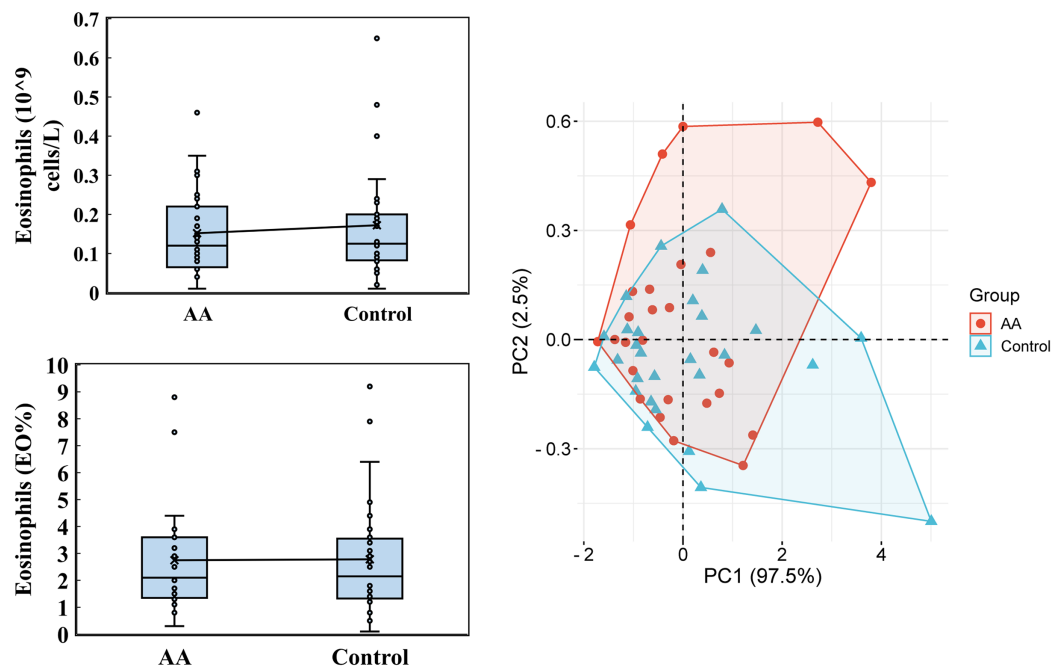 0.7
0.6
0.5
0.4
0.3
0.2
0.1
0
Eosinophils (10^9
cells/L)
AA
Control
10
9
8
7
6
5
4
3
2
1
0
Eosinophils (EO%)
AA
Control
0.6
0.3
0.0
-0.3
PC2 (2.5%)
-2
0
2
4
PC1 (97.5%)
Group
AA
Control